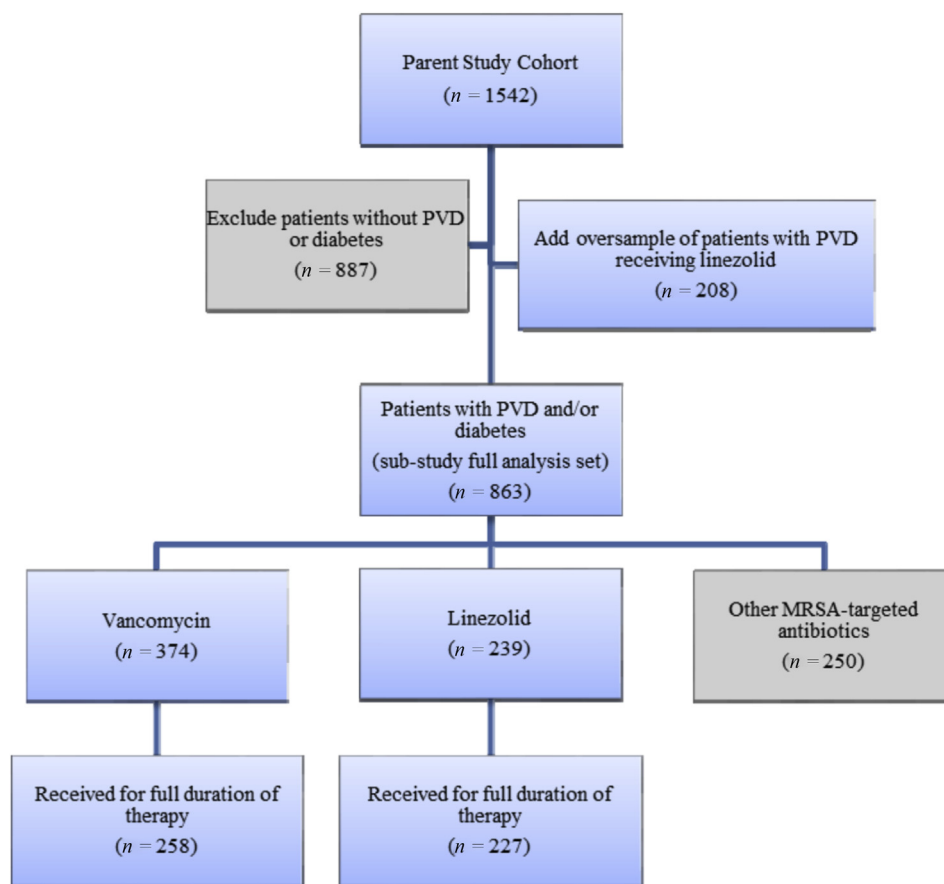 Parent Study Cohort
(n = 1542)
Exclude patients without PVD
or diabetes
(n = 887)
Add oversample of patients with PVD
receiving linezolid
(n = 208)
Patients with PVD and/or
diabetes
(sub-study full analysis set)
(n = 863)
Vancomycin
(n = 374)
Linezolid
(n = 239)
Other MRSA-targeted
antibiotics
(n = 250)
Received for full duration of
therapy
(n = 258)
Received for full duration of
therapy
(n = 227)